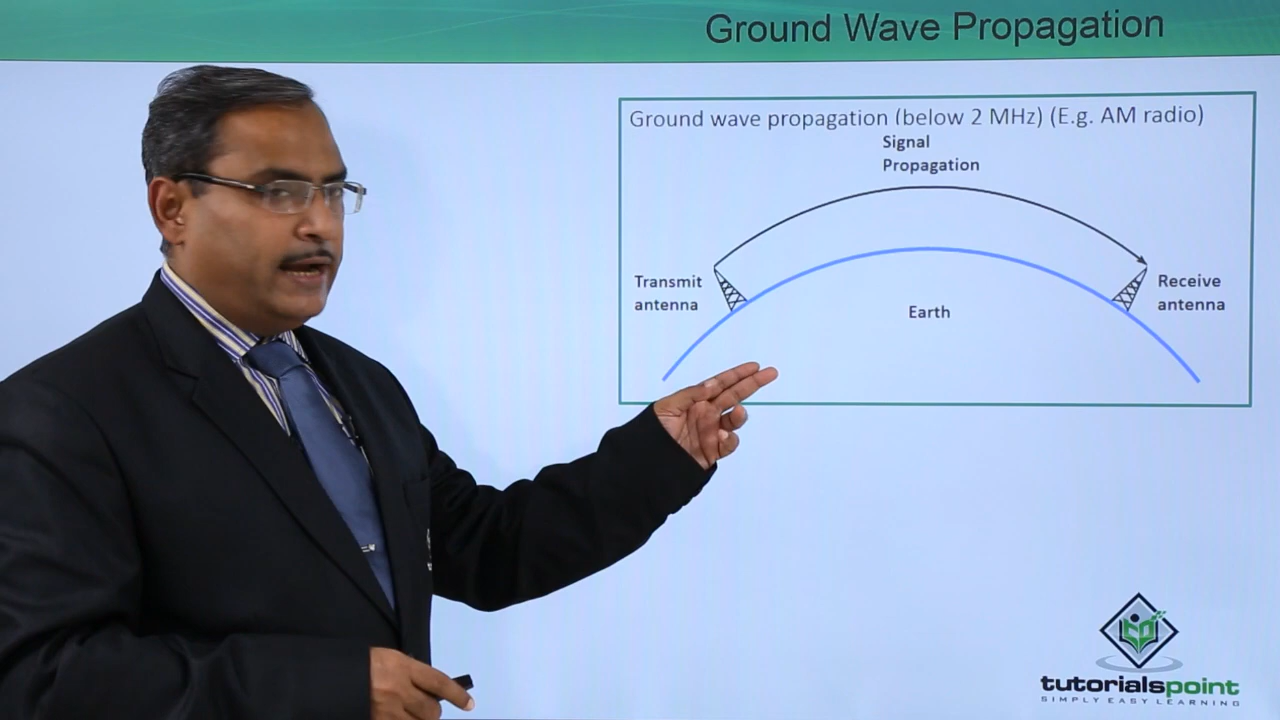 Ground Wave Propagation
Ground wave propagation (below 2 MHz) (E.g. AM radio)
Signal
Propagation
Transmit
antenna
Receive
antenna
Earth
tutorialspoint
SIMPLY EASY LEARNING